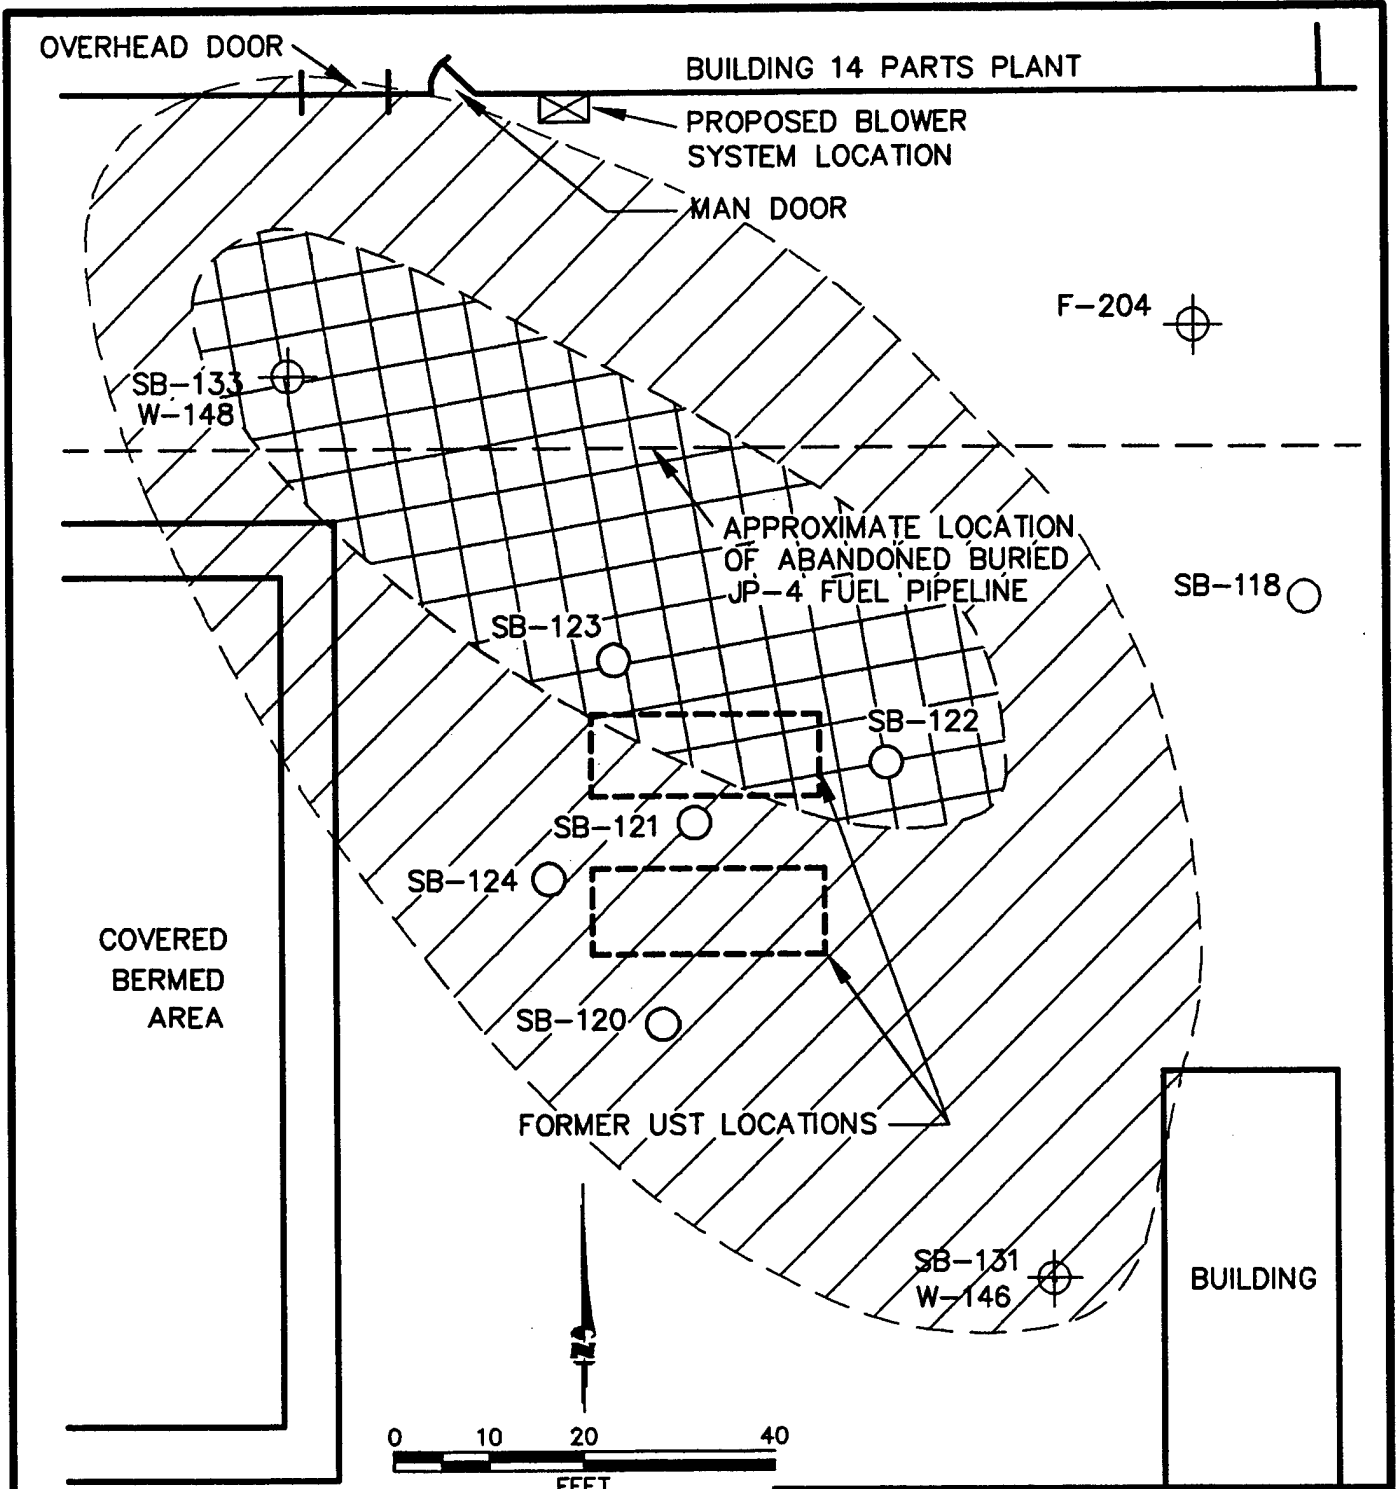 OVERHEAD DOOR
BUILDING 14 PARTS PLANT
PROPOSED BLOWER
SYSTEM LOCATION
MAN DOOR
F-204
SB-133
W-148
APPROXIMATE LOCATION
OF ABANDONED BURIED
JP-4 FUEL PIPELINE
SB-118
SB-123
SB-122
SB-121
SB-124
COVERED
BERMED
AREA
SB-120
FORMER UST LOCATIONS
SB-131
W-146
BUILDING
N
0 10 20 40
FEET